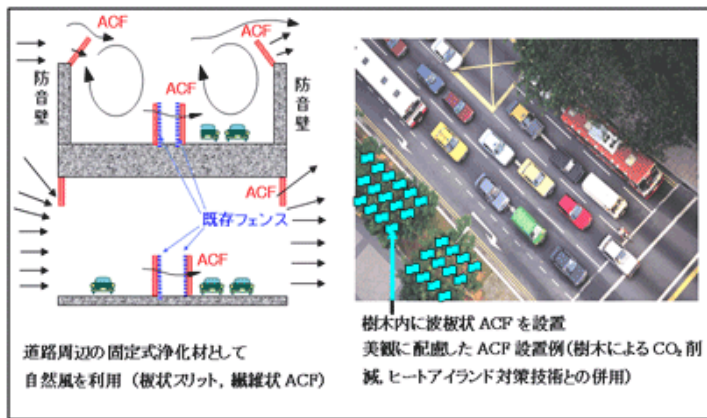 ACF
ACF
防音壁
ACF
防音壁
ACF
既存フェンス
ACF
道路周辺の固定式浄化材として
自然風を利用 (板状スリット, 繊維状 ACF)
樹木内に波板状 ACF を設置
美観に配慮した ACF 設置例(樹木による CO₂ 削
減, ヒートアイランド対策技術との併用)